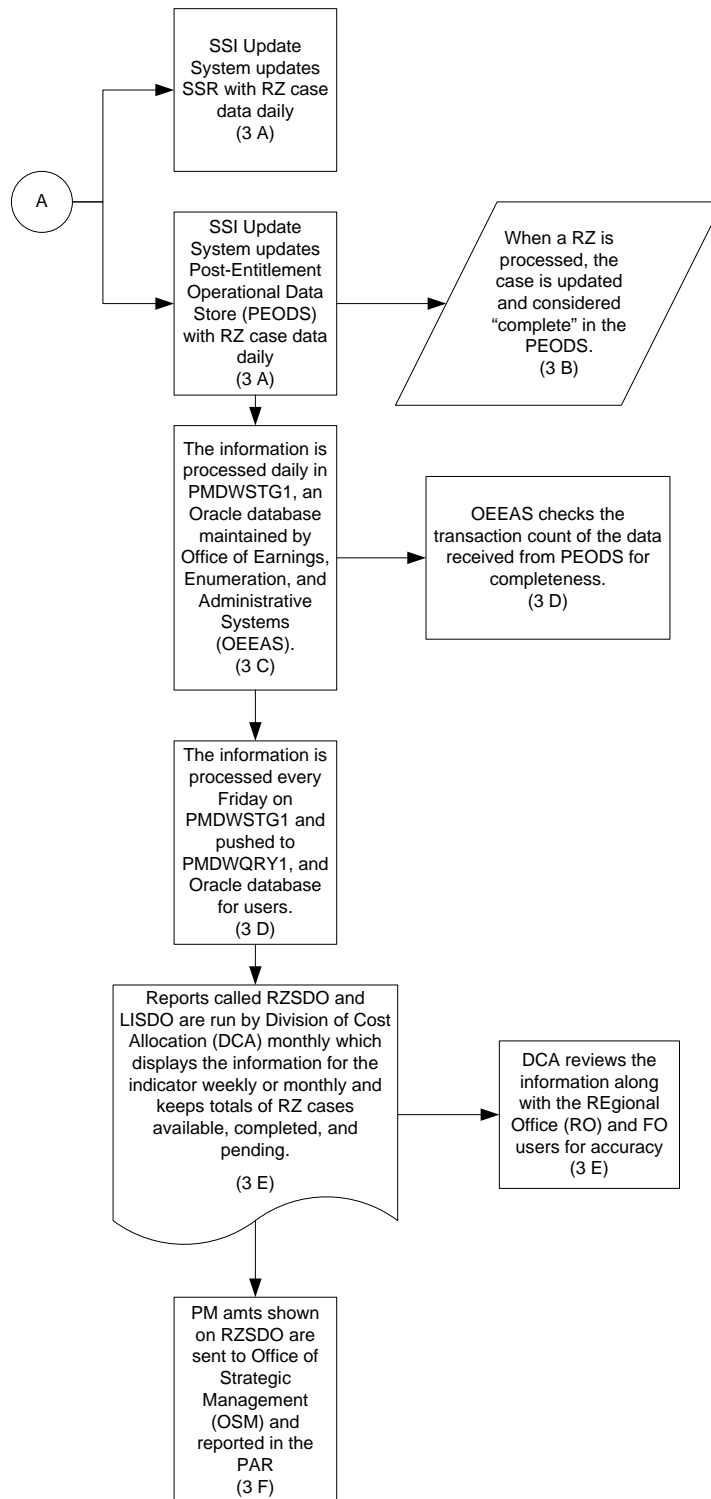 SSI Update
System updates
SSR with RZ case
data daily
(3 A)
A
SSI Update
System updates
Post-Entitlement
Operational Data
Store (PEODS)
with RZ case data
daily
(3 A)
When a RZ is
processed, the
case is updated
and considered
“complete” in the
PEODS.
(3 B)
The information is
processed daily in
PMDWSTG1, an
Oracle database
maintained by
Office of Earnings,
Enumeration, and
Administrative
Systems
(OEEAS).
(3 C)
OEEAS checks the
transaction count of the data
received from PEODS for
completeness.
(3 D)
The information is
processed every
Friday on
PMDWSTG1 and
pushed to
PMDWQRY1, and
Oracle database
for users.
(3 D)
Reports called RZSDO and
LISDO are run by Division of Cost
Allocation (DCA) monthly which
displays the information for the
indicator weekly or monthly and
keeps totals of RZ cases
available, completed, and
pending.
(3 E)
DCA reviews the
information along
with the REgional
Office (RO) and FO
users for accuracy
(3 E)
PM amts shown
on RZSDO are
sent to Office of
Strategic
Management
(OSM) and
reported in the
PAR
(3 F)